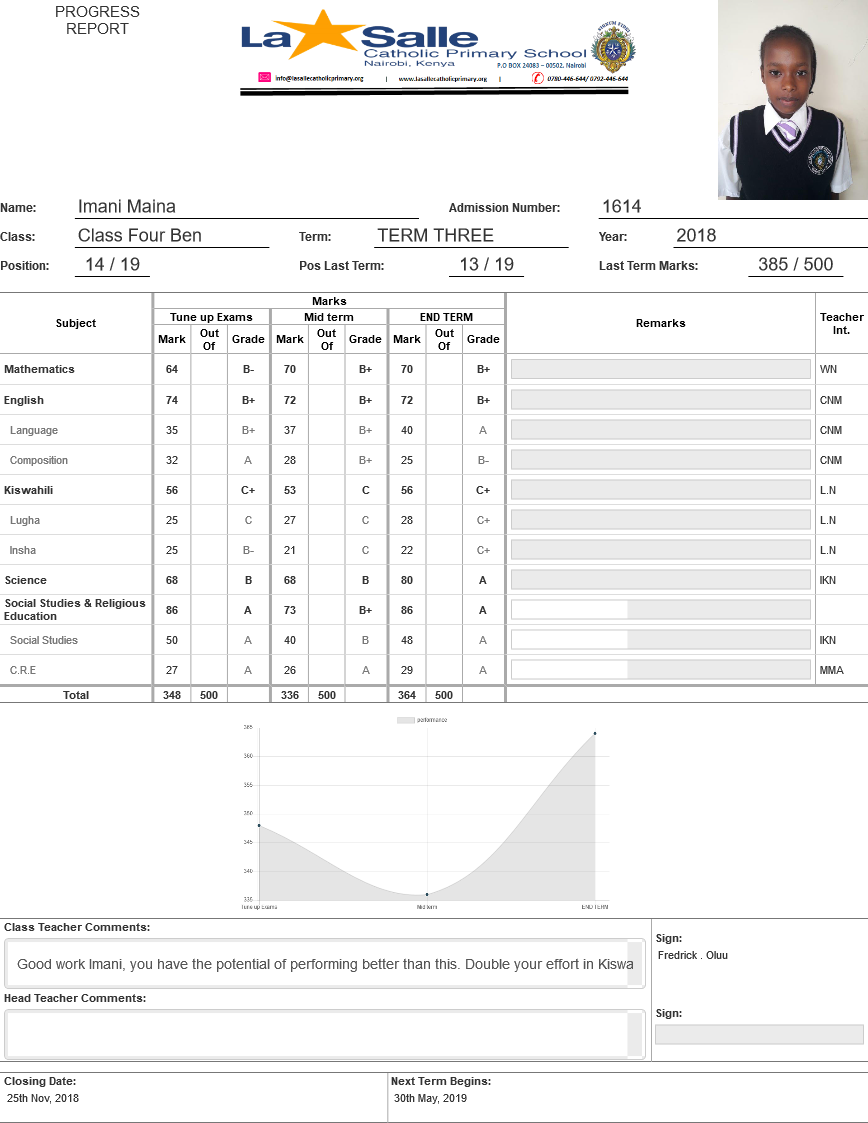 PROGRESS
REPORT
La Salle
Catholic Primary School
Nairobi, Kenya
P.O BOX 24083 – 00502, Nairobi
info@lasallecatholicprimary.org | www.lasallecatholicprimary.org | 0780-446-644/ 0792-446-644
Name: Imani Maina Admission Number: 1614
Class: Class Four Ben Term: TERM THREE Year: 2018
Position: 14 / 19 Pos Last Term: 13 / 19 Last Term Marks: 385 / 500
Marks
Subject Tune up Exams Mid term END TERM Remarks Teacher Int.
Mark Out Of Grade Mark Out Of Grade Mark Out Of Grade
Mathematics 64 B- 70 B+ 70 B+ WN
English 74 B+ 72 B+ 72 B+ CNM
Language 35 B+ 37 B+ 40 A CNM
Composition 32 A 28 B+ 25 B- CNM
Kiswahili 56 C+ 53 C 56 C+ L.N
Lugha 25 C 27 C 28 C+ L.N
Insha 25 B- 21 C 22 C+ L.N
Science 68 B 68 B 80 A IKN
Social Studies & Religious
Education 86 A 73 B+ 86 A
Social Studies 50 A 40 B 48 A IKN
C.R.E 27 A 26 A 29 A MMA
Total 348 500 336 500 364 500
performance
365
360
355
350
345
340
335
Tune up Exams Mid term END TERM
Class Teacher Comments:
Good work Imani, you have the potential of performing better than this. Double your effort in Kiswa
Sign:
Fredrick . Oluu
Head Teacher Comments:
Sign:
Closing Date: Next Term Begins:
25th Nov, 2018 30th May, 2019